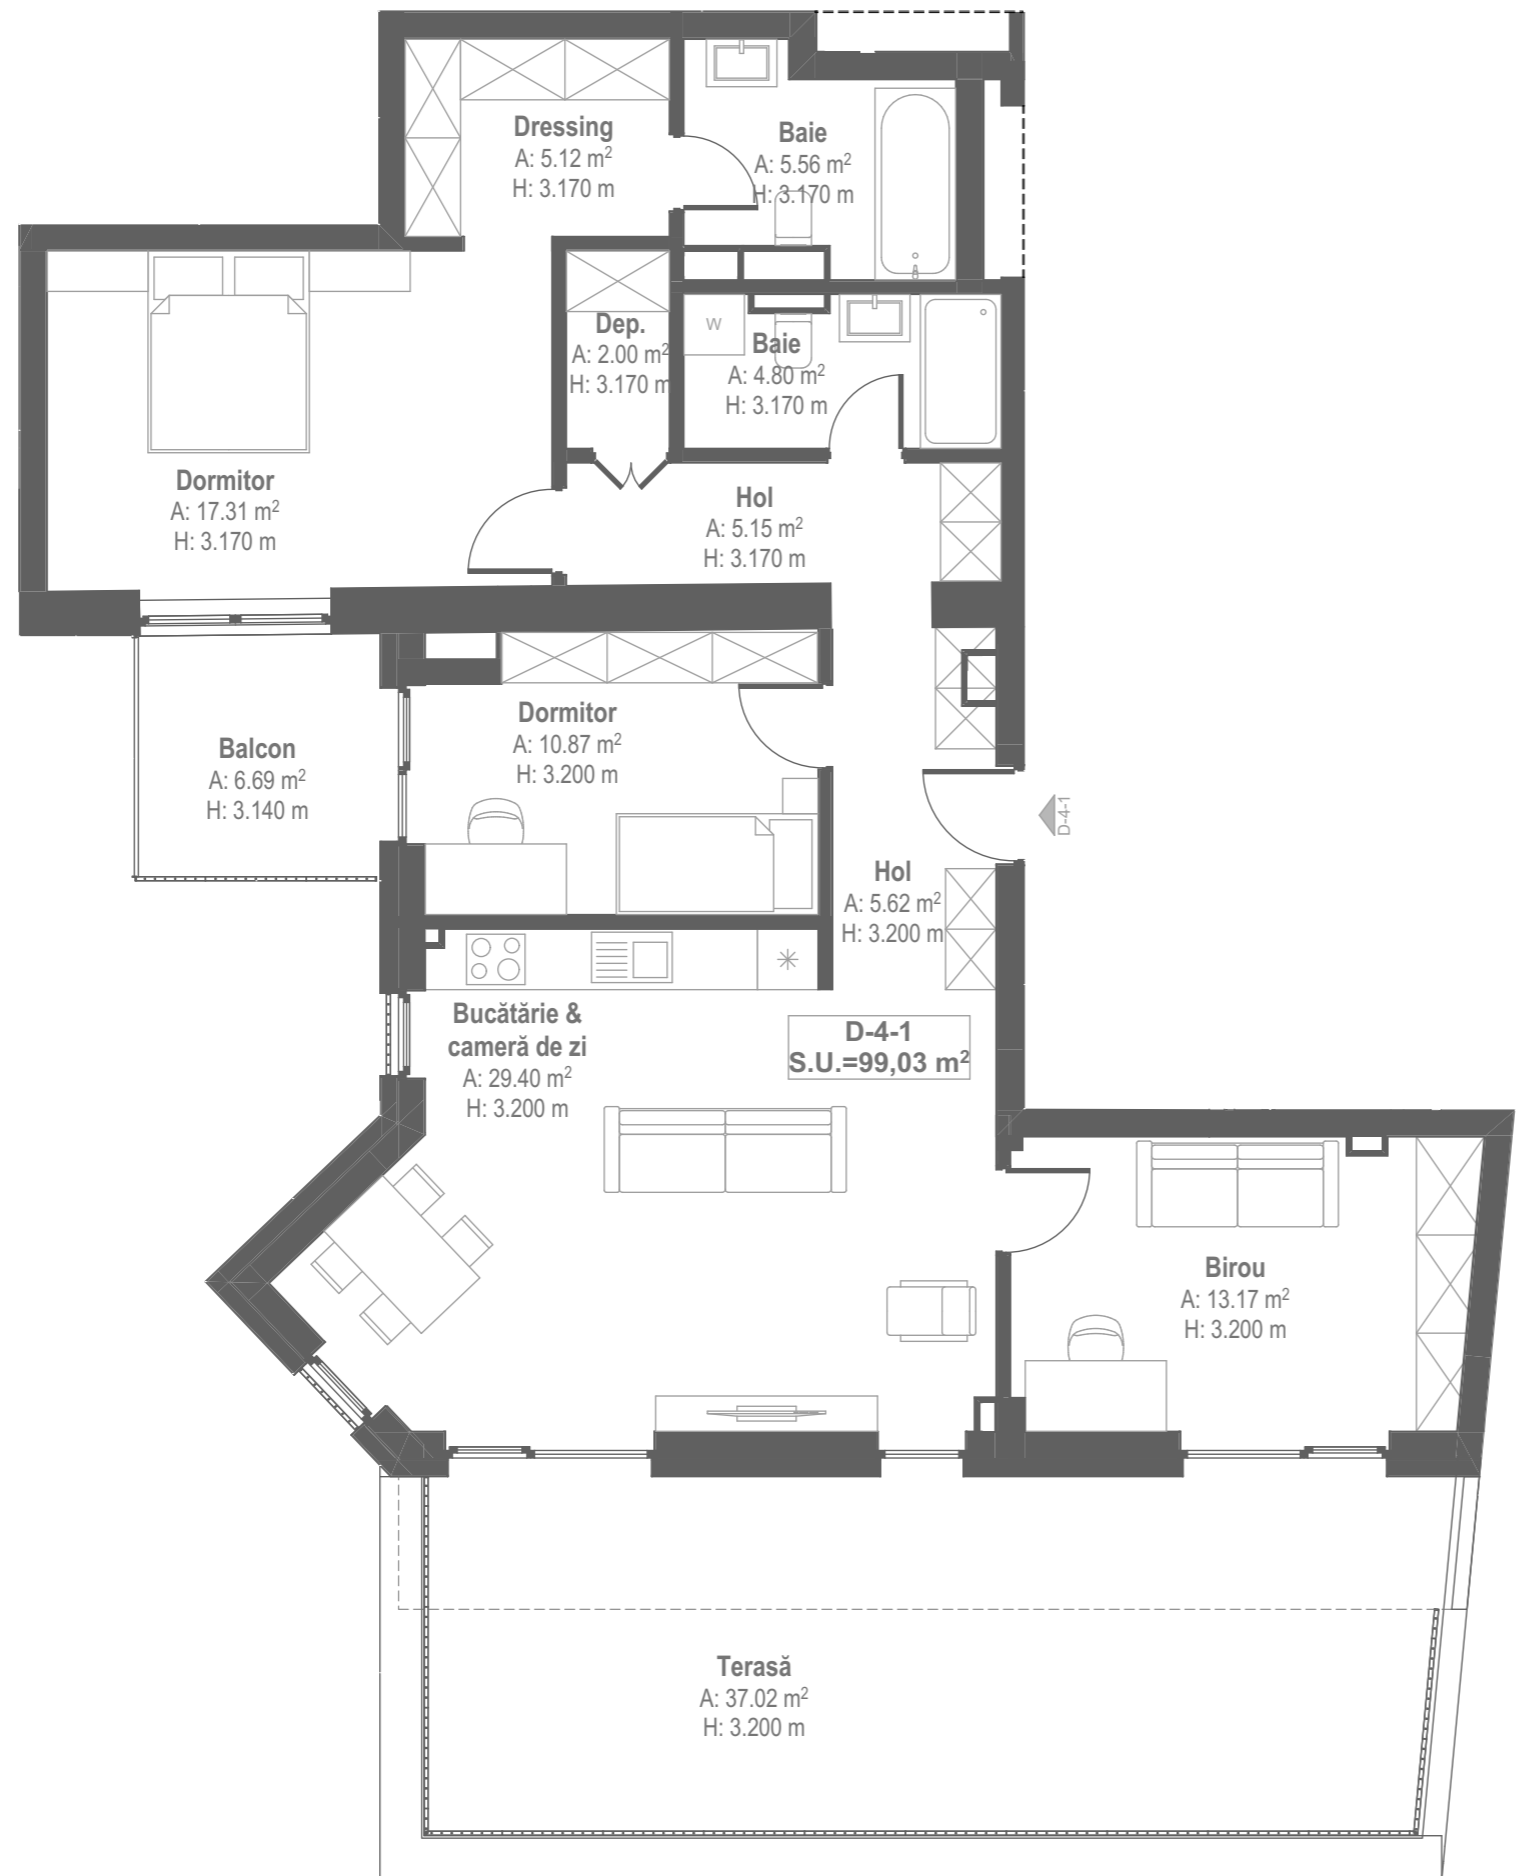 Dressing
A: 5.12 m²
H: 3.170 m
Baie
A: 5.56 m²
H: 3.170 m
Dep.
A: 2.00 m²
H: 3.170 m
W
Baie
A: 4.80 m²
H: 3.170 m
Dormitor
A: 17.31 m²
H: 3.170 m
Hol
A: 5.15 m²
H: 3.170 m
Dormitor
A: 10.87 m²
H: 3.200 m
Balcon
A: 6.69 m²
H: 3.140 m
D-4-1
Hol
A: 5.62 m²
H: 3.200 m
Bucătărie &
cameră de zi
A: 29.40 m²
H: 3.200 m
D-4-1
S.U.=99,03 m²
Birou
A: 13.17 m²
H: 3.200 m
Terasă
A: 37.02 m²
H: 3.200 m